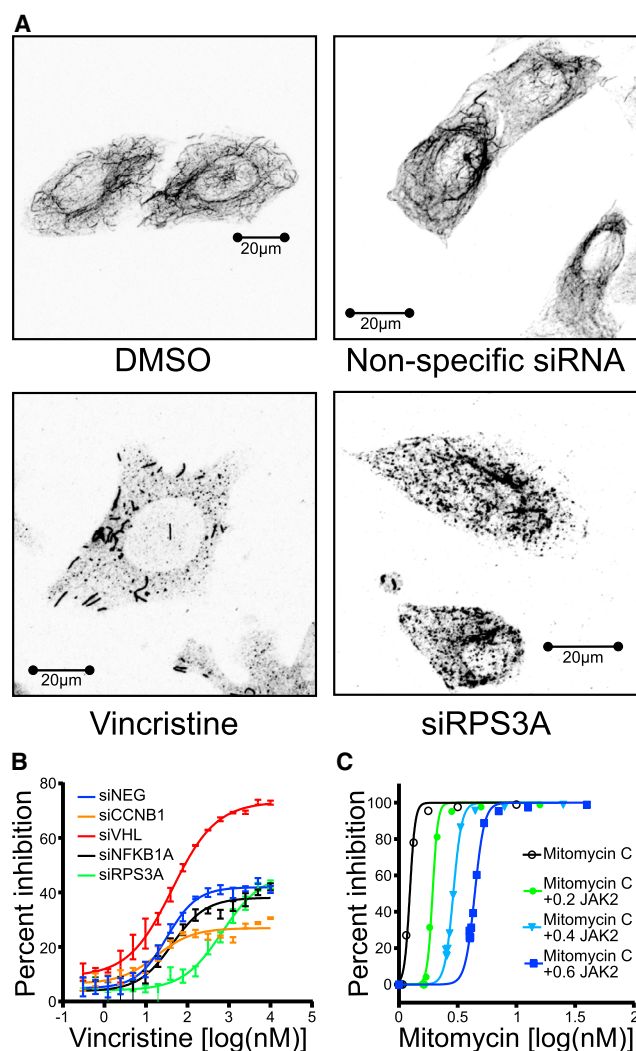 A
20μm
20μm
DMSO
Non-specific siRNA
20μm
20μm
Vincristine
siRPS3A
B
Percent inhibition
80
60
40
20
0
siNEG
siCCNB1
siVHL
siNFKB1A
siRPS3A
-1
0
1
2
3
4
5
Vincristine [log(nM)]
C
Percent inhibition
100
80
60
40
20
0
Mitomycin C
Mitomycin C
+0.2 JAK2
Mitomycin C
+0.4 JAK2
Mitomycin C
+0.6 JAK2
0
0.5
1
1.5
2
Mitomycin [log(nM)]